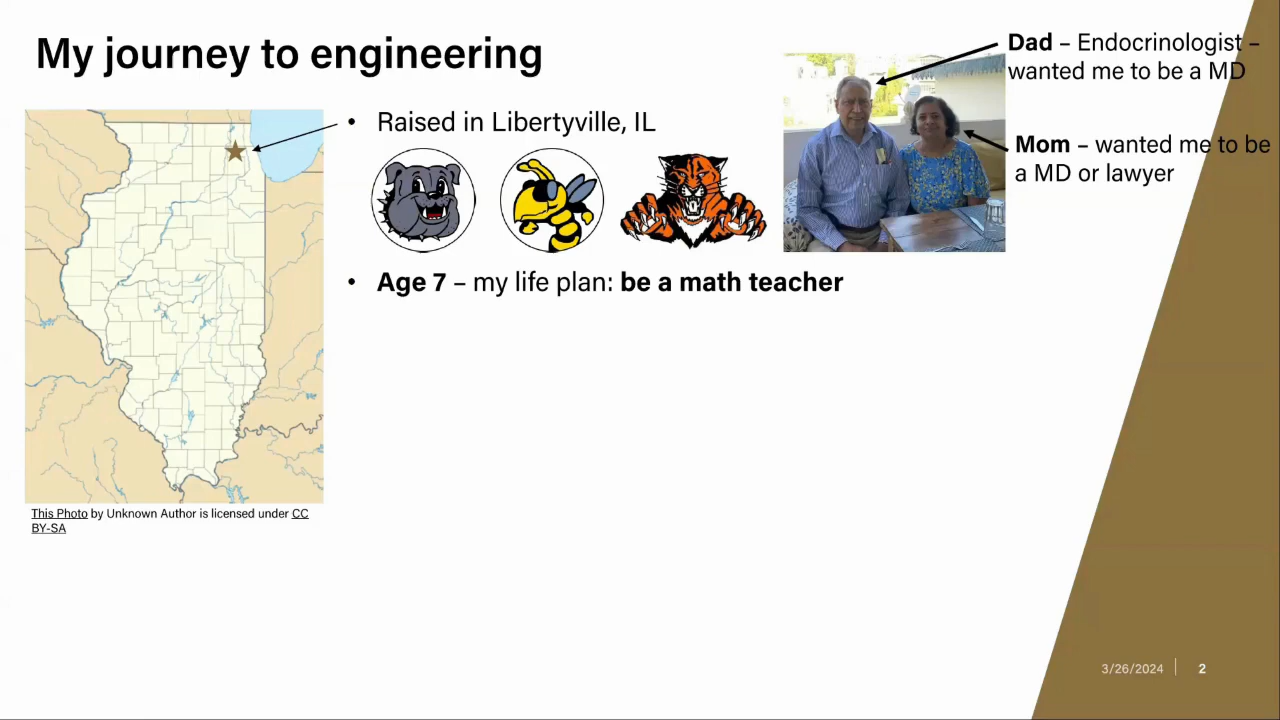 My journey to engineering
Dad – Endocrinologist –
wanted me to be a MD
• Raised in Libertyville, IL
Mom – wanted me to be
a MD or lawyer
• Age 7 – my life plan: be a math teacher
This Photo by Unknown Author is licensed under CC
BY-SA
3/26/2024
2